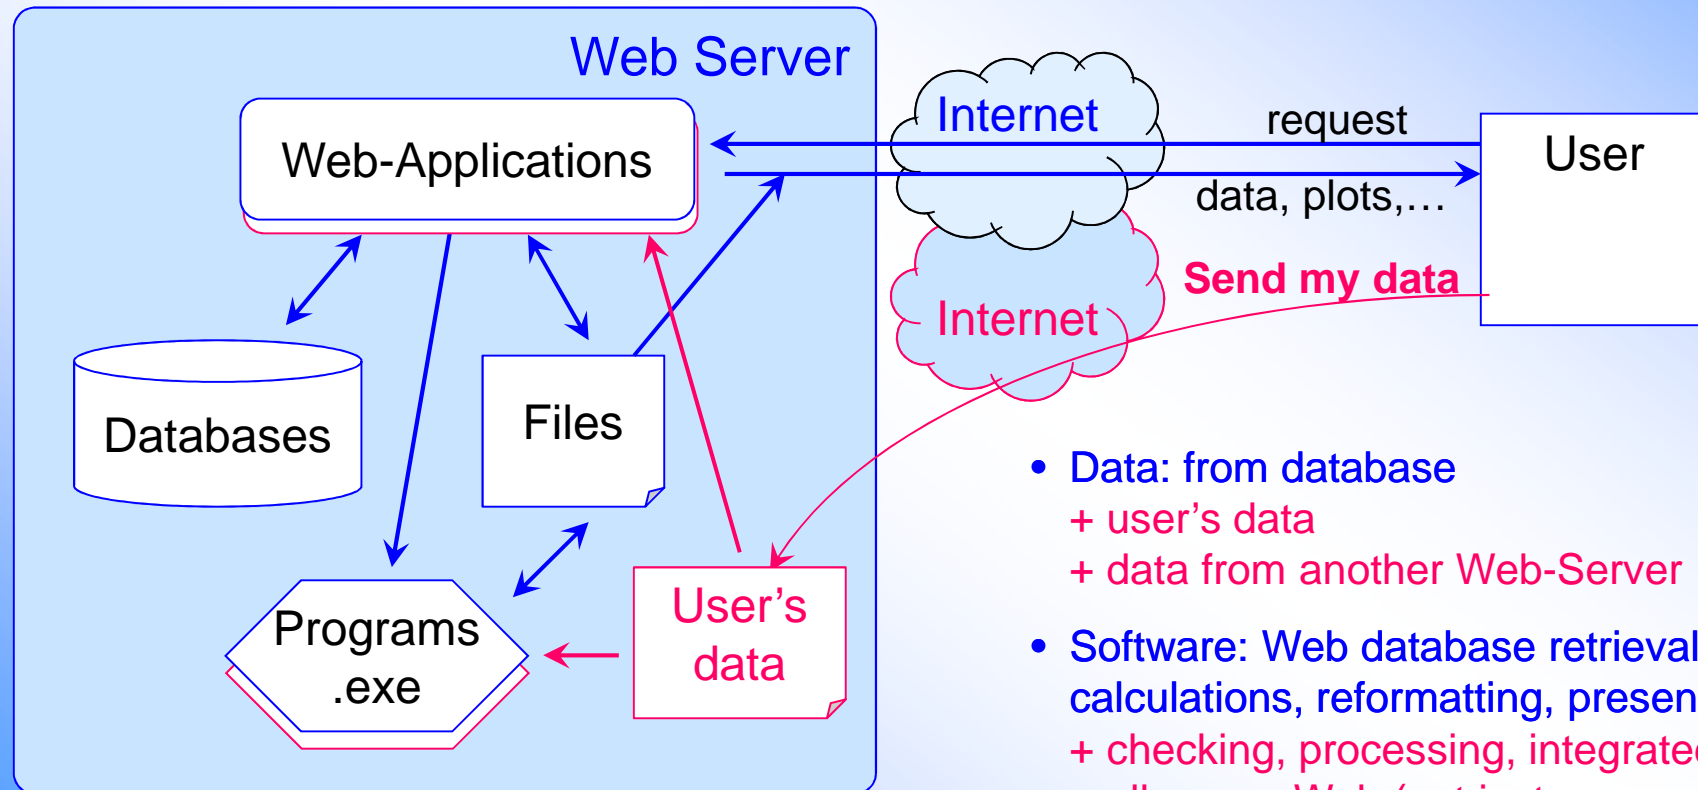 Web Server
Internet
request
User
Web-Applications
data, plots,…
Send my data
Internet
Databases
Files
• Data: from database
+ user’s data
+ data from another Web-Server
User’s
data
Programs
.exe
• Software: Web database retrieval
calculations, reformatting, presen
+ checking, processing, integrated